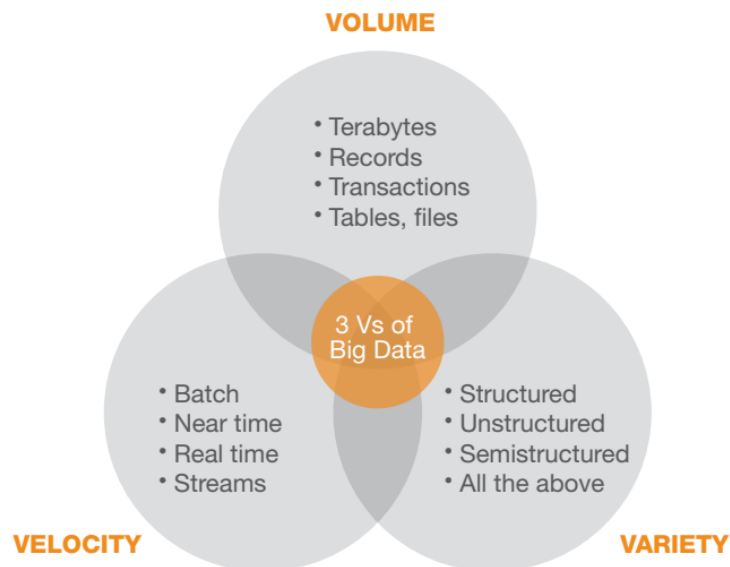 VOLUME
• Terabytes
• Records
• Transactions
• Tables, files
3 Vs of
Big Data
• Batch
• Near time
• Real time
• Streams
• Structured
• Unstructured
• Semistructured
• All the above
VELOCITY
VARIETY